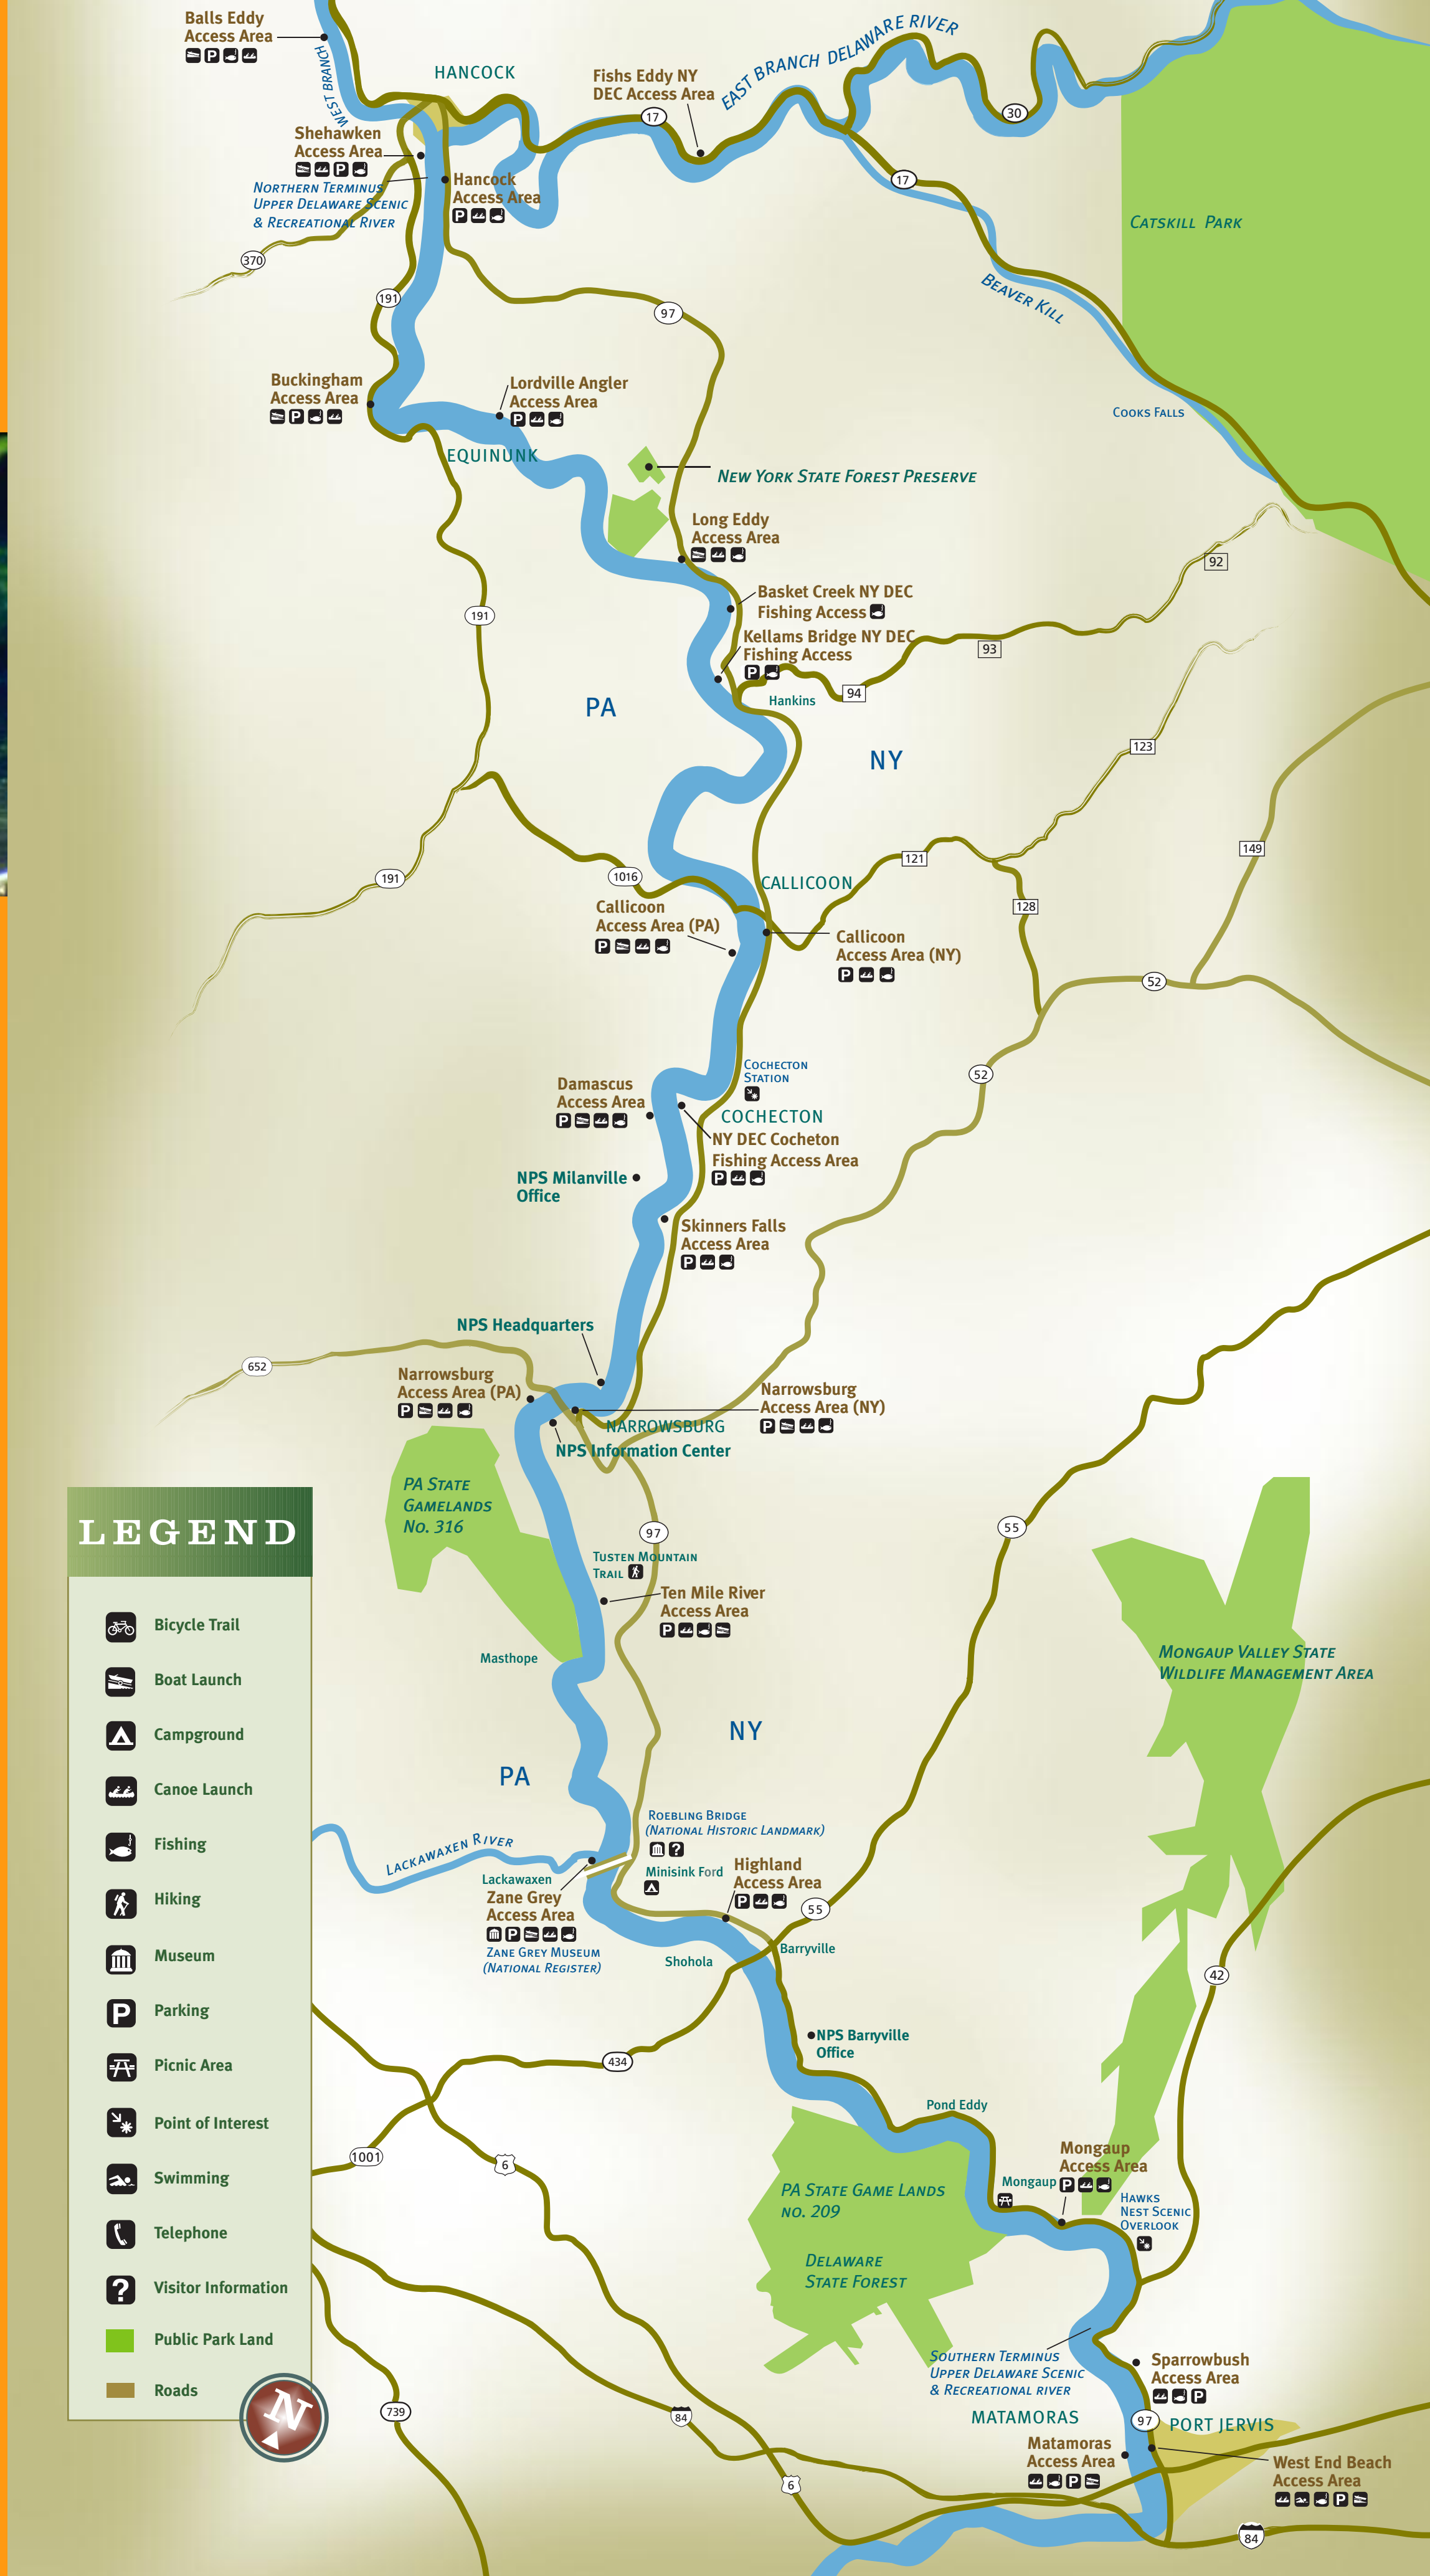 Balls Eddy
Access Area
P
WEST BRANCH
HANCOCK
Fishs Eddy NY
DEC Access Area
EAST BRANCH DELAWARE RIVER
17
30
Shehawken
Access Area
P
Northern Terminus
Upper Delaware Scenic
& Recreational River
Hancock
Access Area
P
17
Catskill Park
370
191
97
Beaver Kill
Buckingham
Access Area
P
Lordville Angler
Access Area
P
Cooks Falls
EQUINUNK
New York State Forest Preserve
Long Eddy
Access Area
92
Basket Creek NY DEC
Fishing Access
191
Kellams Bridge NY DEC
Fishing Access
P
93
94
Hankins
PA
NY
123
149
121
191
1016
CALLICOON
128
Callicoon
Access Area (PA)
P
Callicoon
Access Area (NY)
P
52
52
Cochecton
Station
Damascus
Access Area
P
COCHECTON
NY DEC Cocheton
Fishing Access Area
P
NPS Milanville
Office
Skinners Falls
Access Area
P
NPS Headquarters
652
Narrowsburg
Access Area (PA)
P
Narrowsburg
Access Area (NY)
P
NARROWSBURG
NPS Information Center
PA State
Gamelands
No. 316
97
55
Tusten Mountain
Trail
Ten Mile River
Access Area
P
Masthope
Mongaup Valley State
Wildlife Management Area
NY
PA
Roebling Bridge
(National Historic Landmark)
?
Lackawaxen River
Minisink Ford
Highland
Access Area
P
Lackawaxen
Zane Grey
Access Area
P
Zane Grey Museum
(National Register)
55
Barryville
Shohola
42
NPS Barryville
Office
434
Pond Eddy
1001
6
Mongaup
Access Area
P
Mongaup
PA State Game Lands
no. 209
Hawks
Nest Scenic
Overlook
Delaware
State Forest
Southern Terminus
Upper Delaware Scenic
& Recreational river
Sparrowbush
Access Area
P
MATAMORAS
97
PORT JERVIS
739
84
Matamoras
Access Area
P
West End Beach
Access Area
P
6
84
LEGEND
Bicycle Trail
Boat Launch
Campground
Canoe Launch
Fishing
Hiking
Museum
P Parking
Picnic Area
Point of Interest
Swimming
Telephone
? Visitor Information
Public Park Land
Roads
N